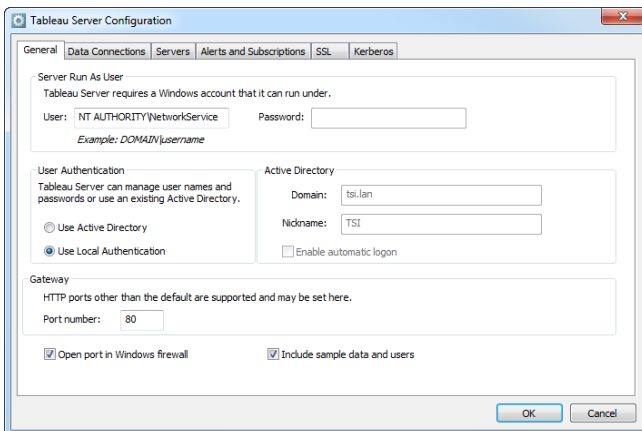 Tableau Server Configuration
General Data Connections Servers Alerts and Subscriptions SSL Kerberos
Server Run As User
Tableau Server requires a Windows account that it can run under.
User: NT AUTHORITY\NetworkService Password:
Example: DOMAIN\username
User Authentication
Tableau Server can manage user names and
passwords or use an existing Active Directory.
Use Active Directory
Use Local Authentication
Active Directory
Domain: tsi.lan
Nickname: TSI
Enable automatic logon
Gateway
HTTP ports other than the default are supported and may be set here.
Port number: 80
Open port in Windows firewall Include sample data and users
OK Cancel